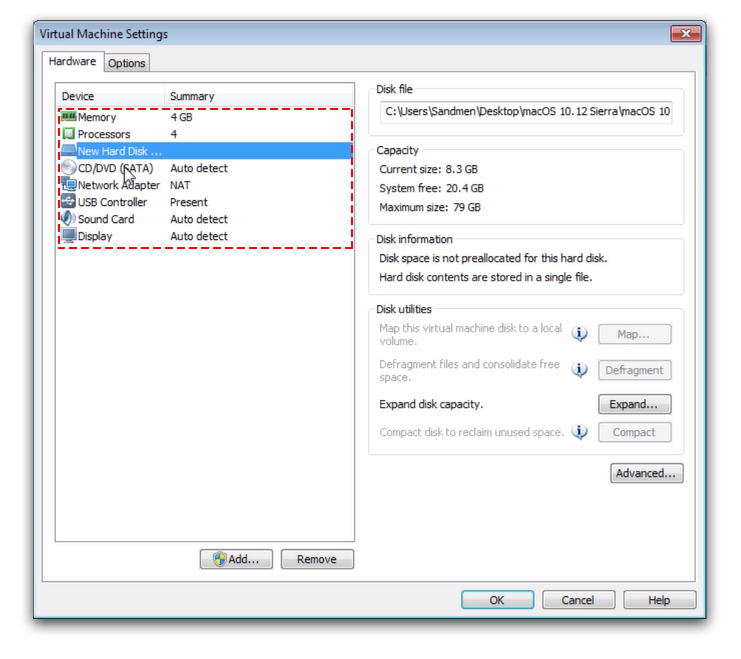 Virtual Machine Settings
Hardware Options
Device Summary
Memory 4 GB
Processors 4
New Hard Disk ...
CD/DVD (SATA) Auto detect
Network Adapter NAT
USB Controller Present
Sound Card Auto detect
Display Auto detect
Add... Remove
Disk file
C:\Users\Sandmen\Desktop\macOS 10.12 Sierra\macOS 10
Capacity
Current size: 8.3 GB
System free: 20.4 GB
Maximum size: 79 GB
Disk information
Disk space is not preallocated for this hard disk.
Hard disk contents are stored in a single file.
Disk utilities
Map this virtual machine disk to a local
volume.
Map...
Defragment files and consolidate free
space.
Defragment
Expand disk capacity.
Expand...
Compact disk to reclaim unused space.
Compact
Advanced...
OK Cancel Help